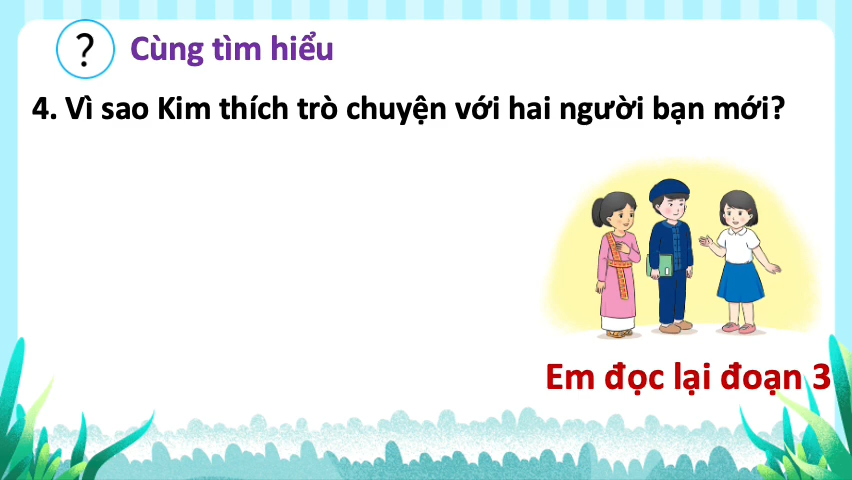 ?
Cùng tìm hiểu
4. Vì sao Kim thích trò chuyện với hai người bạn mới?
Em đọc lại đoạn 3